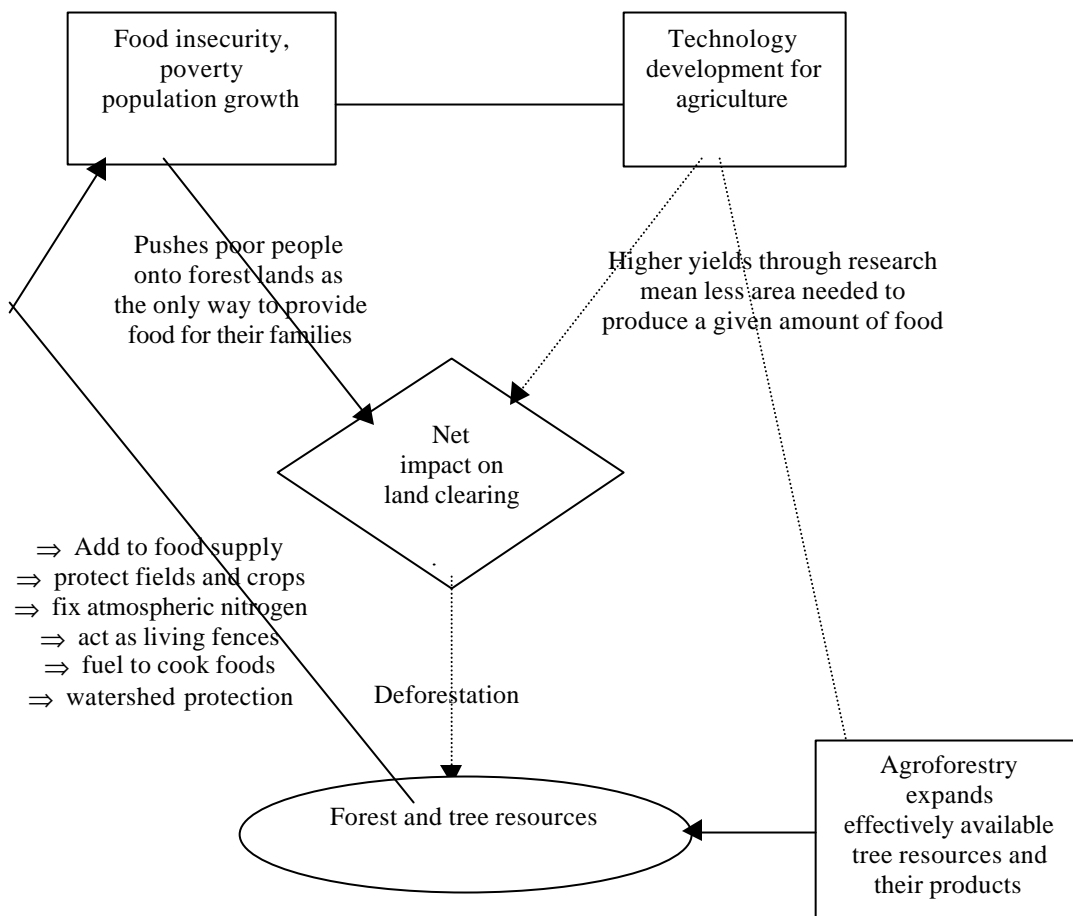 Food insecurity,
poverty
population growth
Technology
development for
agriculture
Pushes poor people
onto forest lands as
the only way to provide
food for their families
Higher yields through research
mean less area needed to
produce a given amount of food
Net
impact on
land clearing
.
⇒ Add to food supply
⇒ protect fields and crops
⇒ fix atmospheric nitrogen
⇒ act as living fences
⇒ fuel to cook foods
⇒ watershed protection
Deforestation
Forest and tree resources
Agroforestry
expands
effectively available
tree resources and
their products